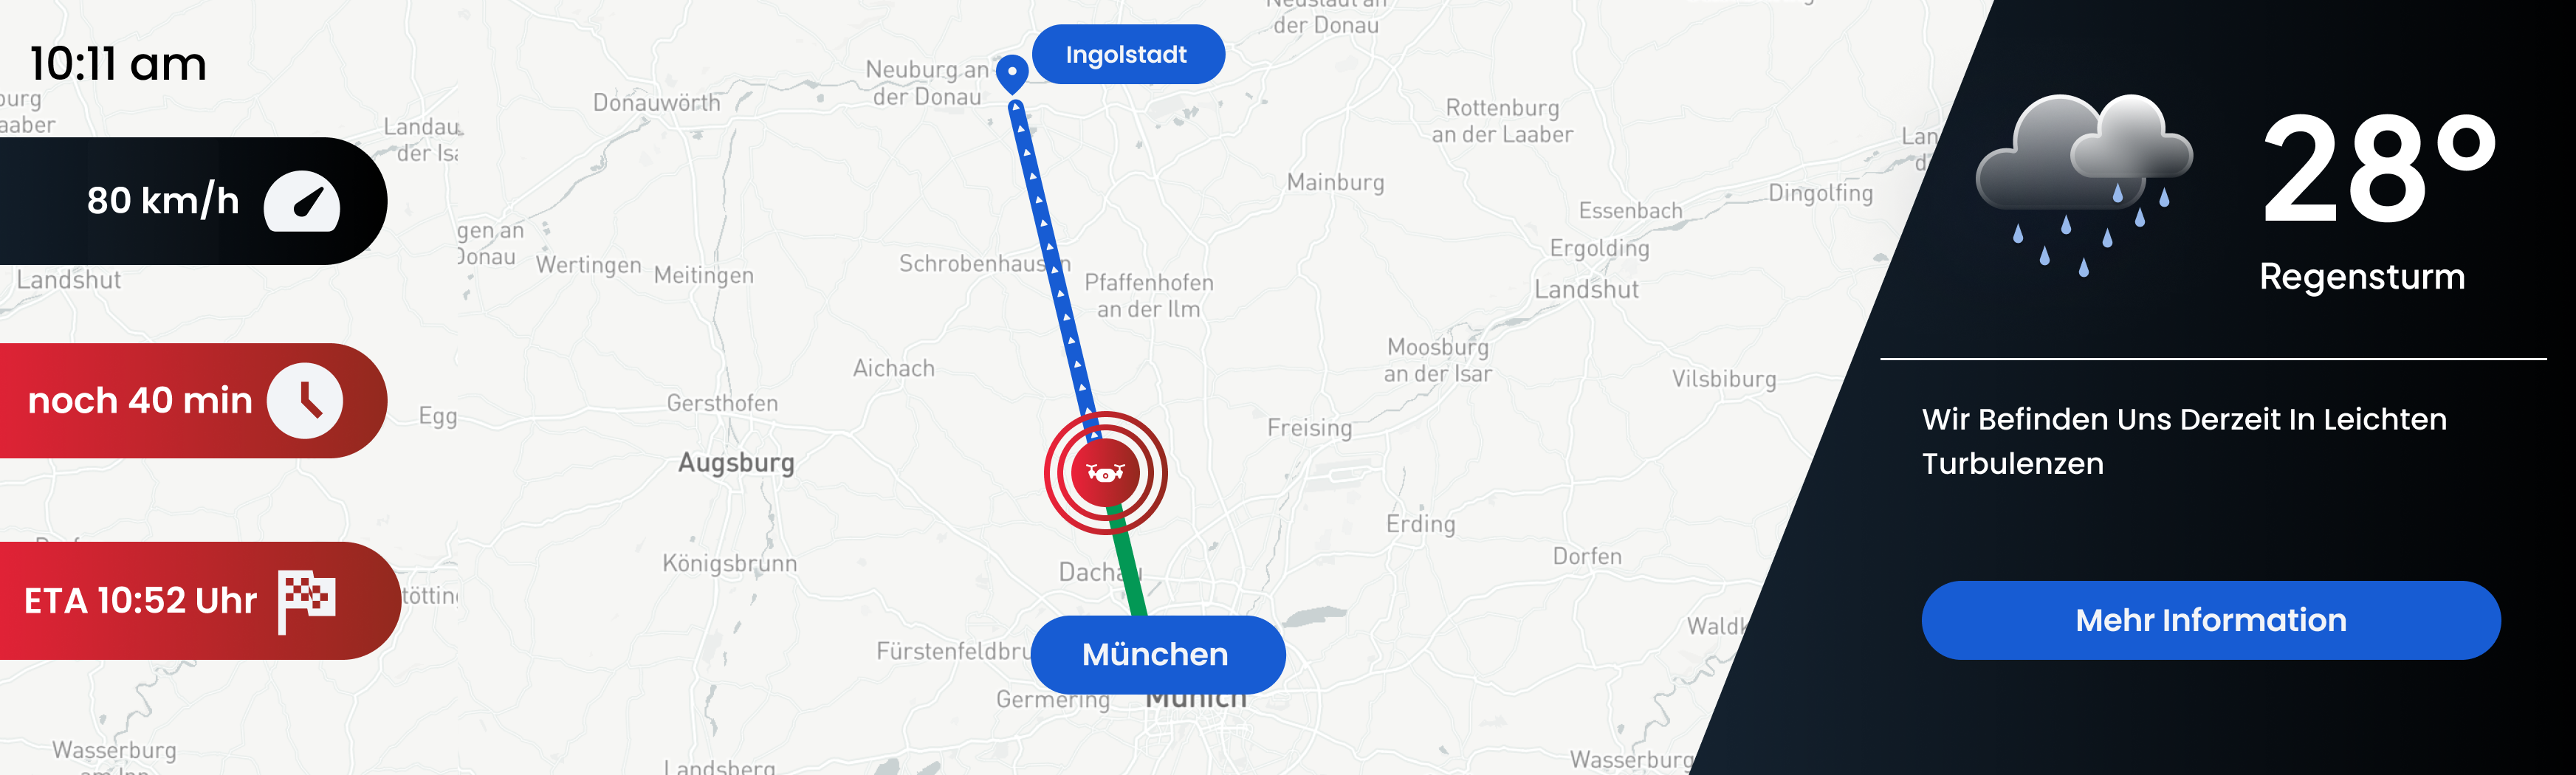 10:11 am
80 km/h
noch 40 min
ETA 10:52 Uhr
Landau
Landshut
Egg
Wasserburg
am Inn
Donauwörth
Neuburg an
der Donau
Ingolstadt
der Donau
Rottenburg
an der Laaber
Mainburg
Dingolfing
Essenbach
Ergolding
Landshut
Wertingen
Meitingen
Schrobenhausen
Pfaffenhofen
an der Ilm
Aichach
Moosburg
an der Isar
Vilsbiburg
Gersthofen
Freising
Augsburg
Erding
Königsbrunn
Dachau
Dorfen
München
Germering
Munich
Landsberg
Wasserburg
28°
Regensturm
Wir Befinden Uns Derzeit In Leichten
Turbulenzen
Mehr Information